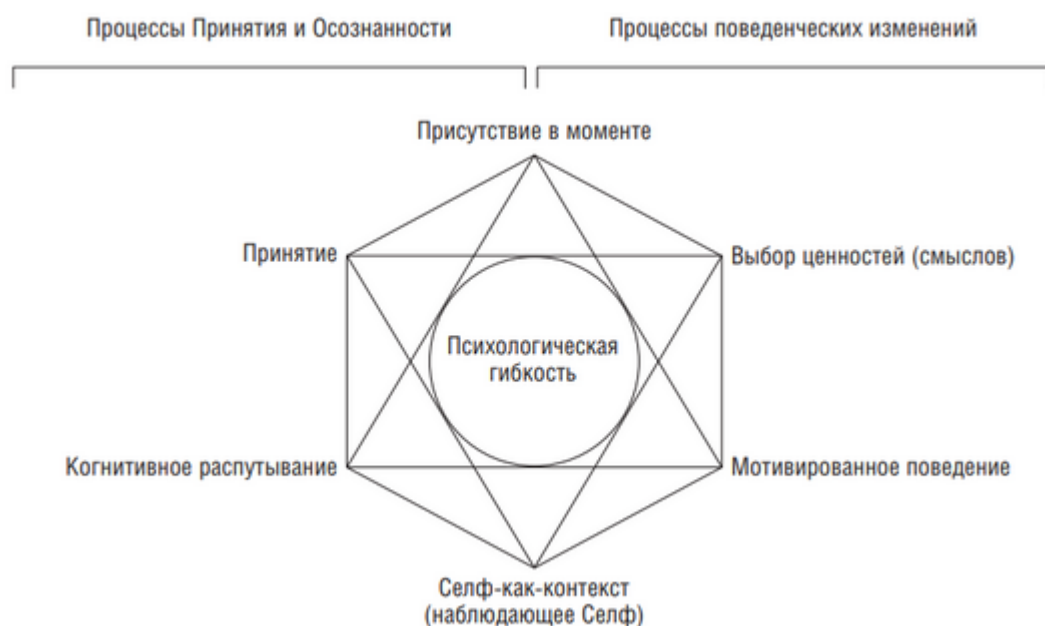 Процессы Принятия и Осознанности
Процессы поведенческих изменений
Присутствие в моменте
Принятие
Выбор ценностей (смыслов)
Психологическая
гибкость
Когнитивное распутывание
Мотивированное поведение
Селф-как-контекст
(наблюдающее Селф)